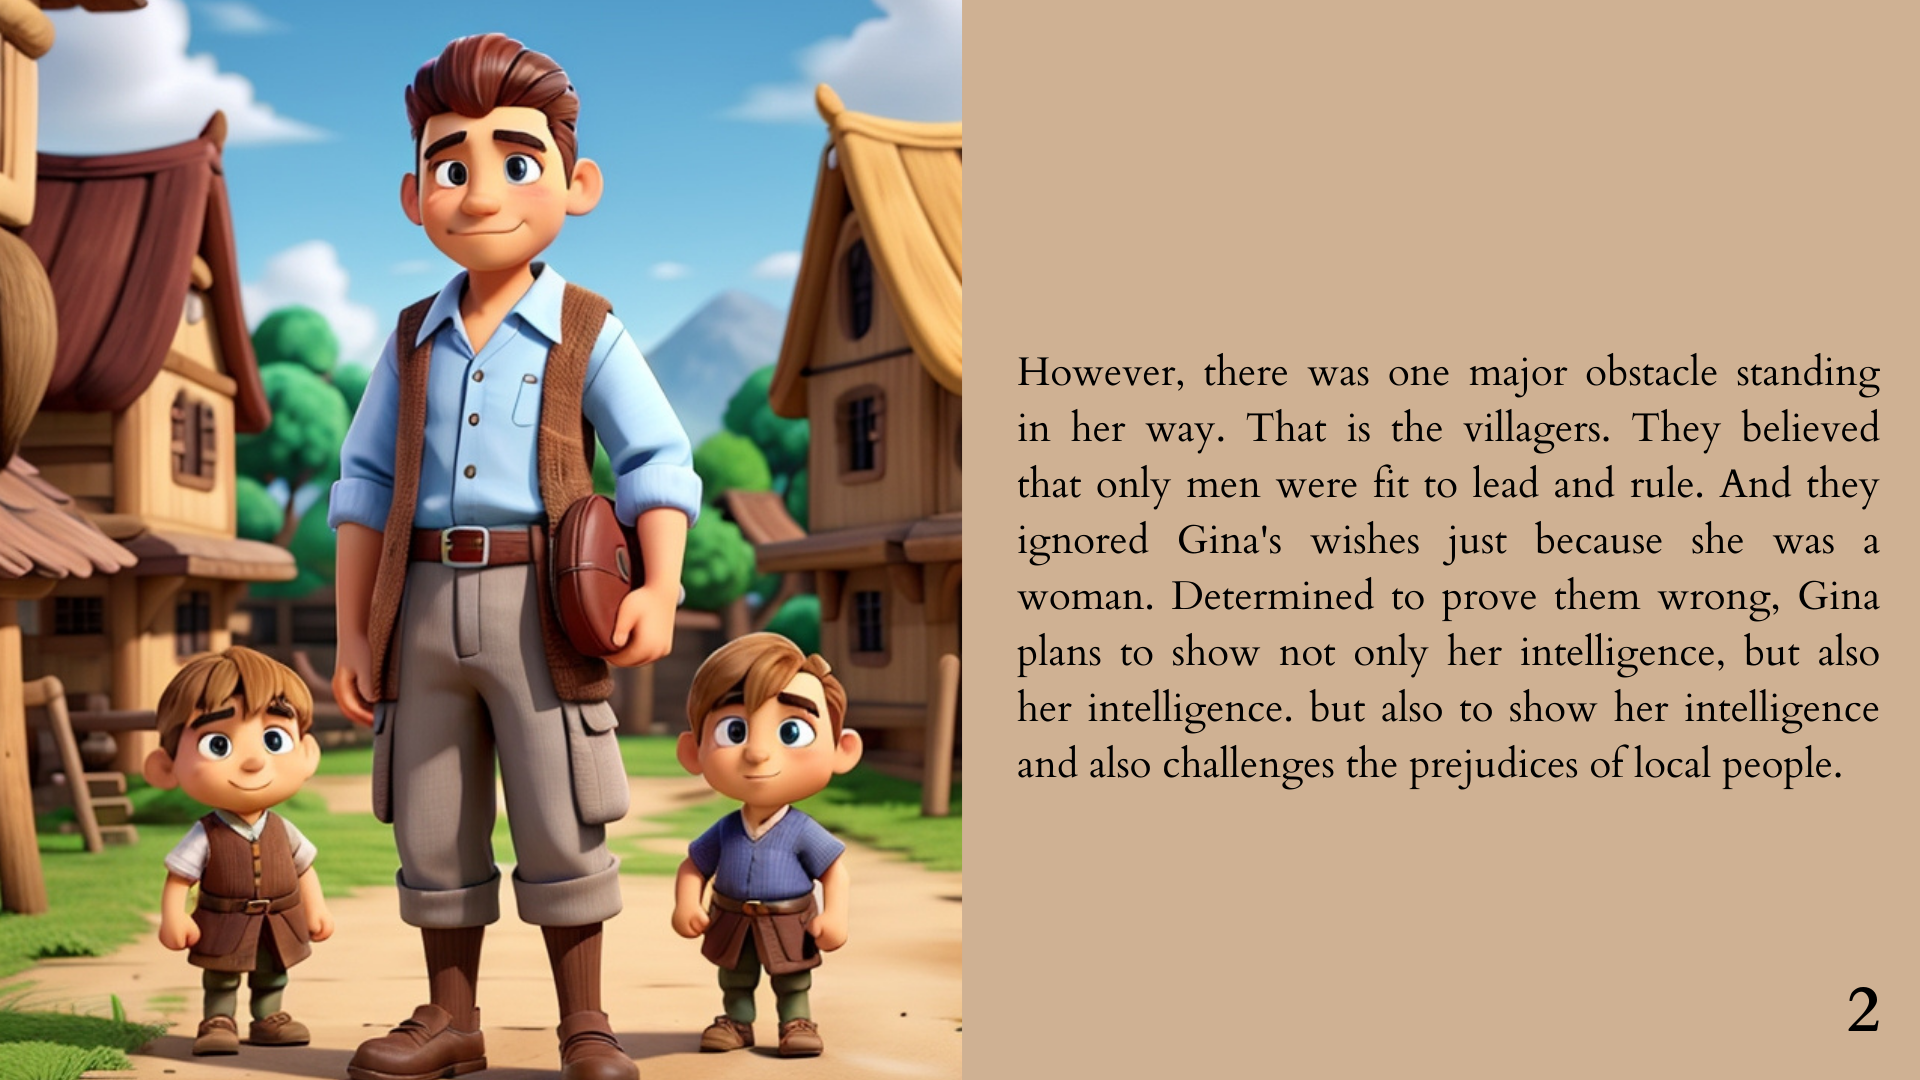 However, there was one major obstacle standing
in her way. That is the villagers. They believed
that only men were fit to lead and rule. And they
ignored Gina's wishes just because she was a
woman. Determined to prove them wrong, Gina
plans to show not only her intelligence, but also
her intelligence. but also to show her intelligence
and also challenges the prejudices of local people.
2